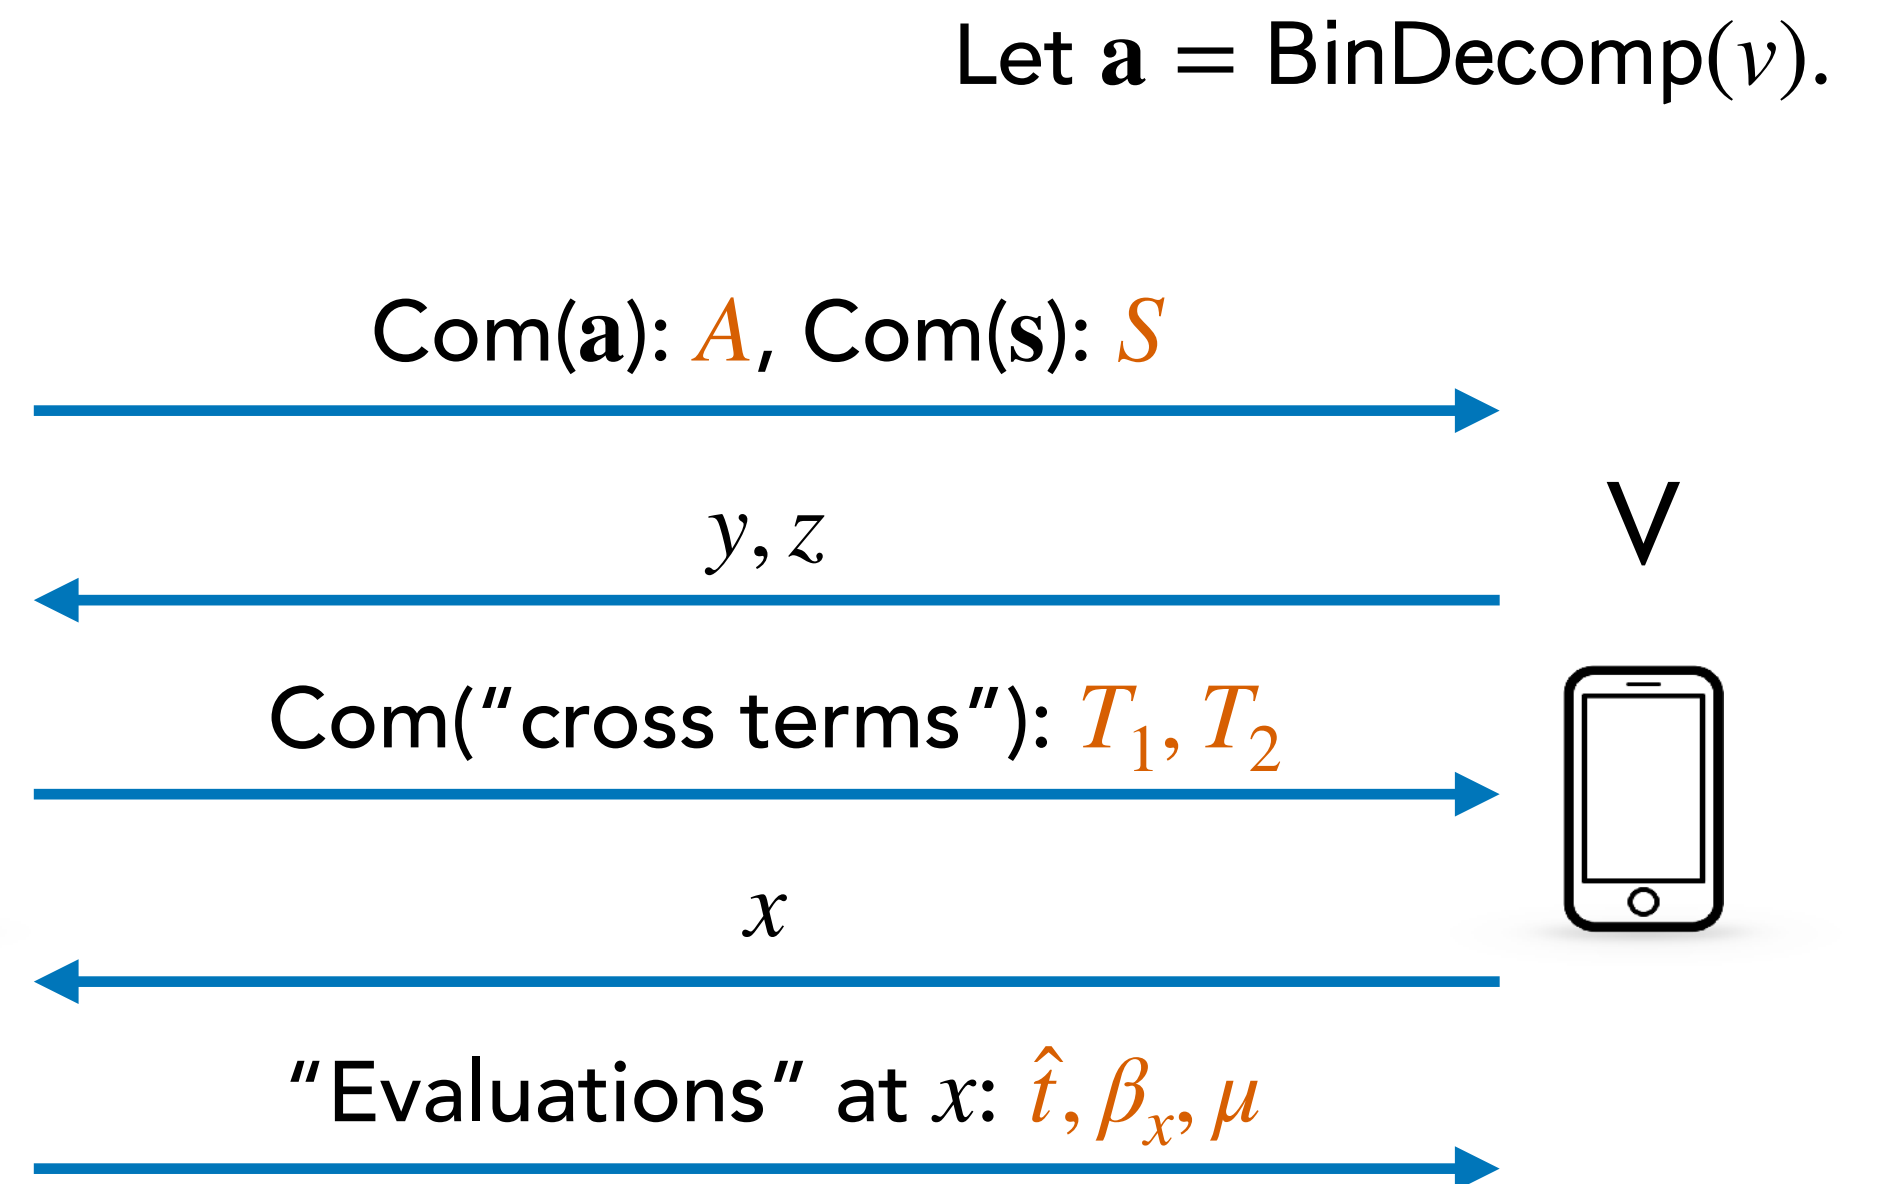 Let a = BinDecomp(v).
Com(a): A, Com(s): S
y, z
V
Com(“cross terms”): T₁, T₂
x
“Evaluations” at x: t̂, βₓ, μ